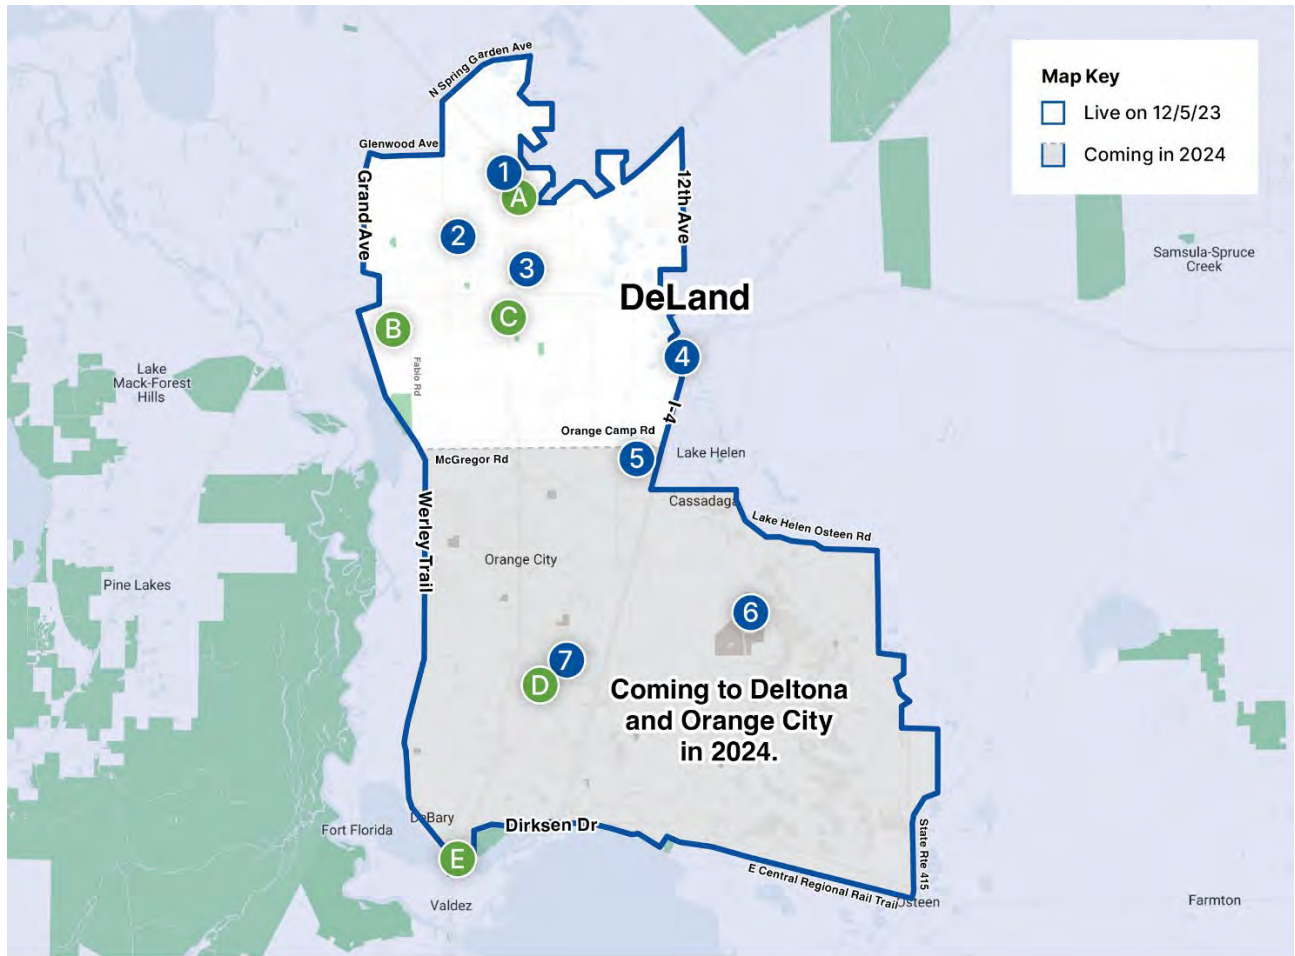 Map Key
Live on 12/5/23
Coming in 2024
N Spring Garden Ave
Glenwood Ave
Grand Ave
12th Ave
1
A
2
3
Samsula-Spruce
Creek
DeLand
B
C
4
Fabio Rd
Lake
Mack-Forest
Hills
I-4
Orange Camp Rd
McGregor Rd
5
Lake Helen
Cassadaga
Werley Trail
Lake Helen Osteen Rd
Orange City
Pine Lakes
6
7
D
Coming to Deltona
and Orange City
in 2024.
DeBary
Fort Florida
Dirksen Dr
E
State Rte 415
E Central Regional Rail Trail
Osteen
Valdez
Farmton